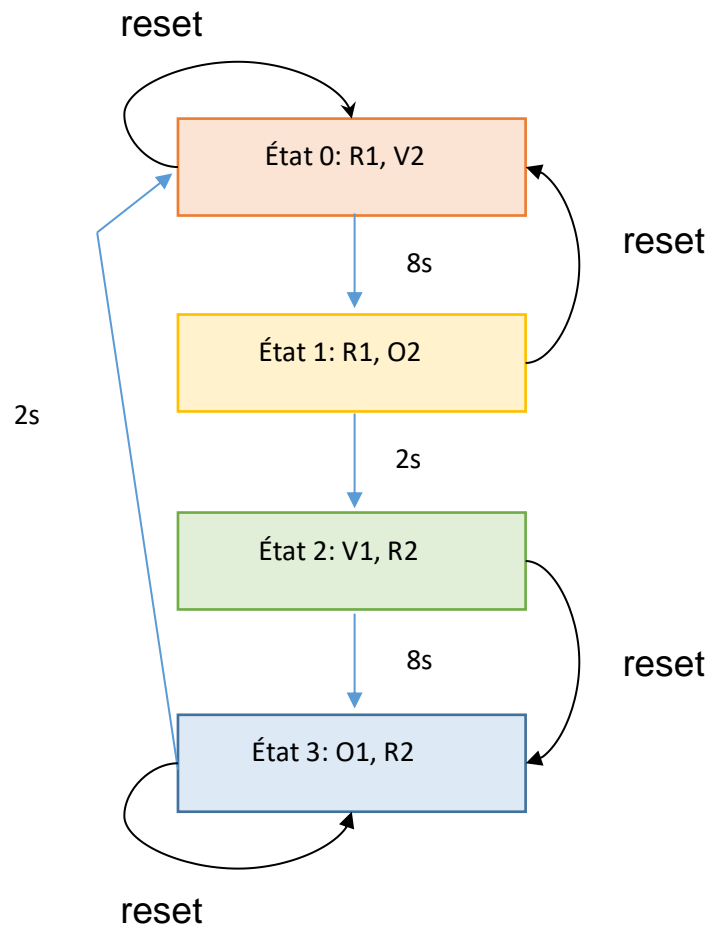 reset
État 0: R1, V2
8s
reset
État 1: R1, O2
2s
2s
État 2: V1, R2
8s
reset
État 3: O1, R2
reset